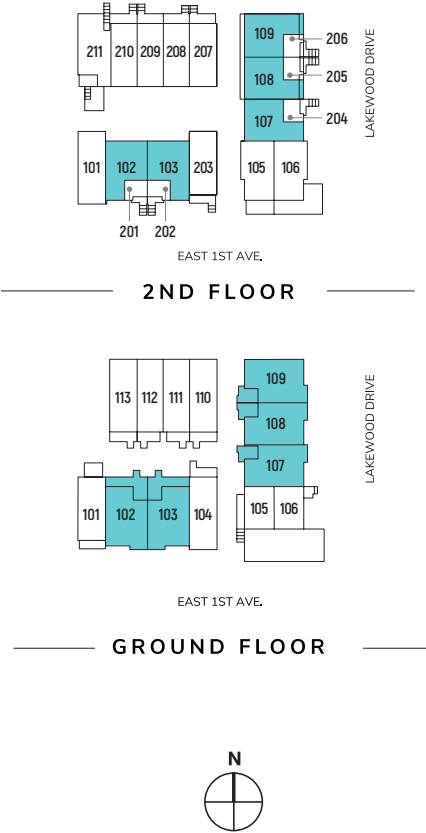 211 210 209 208 207
109
206
108
205
107
204
LAKEWOOD DRIVE
101 102 103 203
105 106
201 202
EAST 1ST AVE.
2ND FLOOR
109
113 112 111 110
108
107
LAKEWOOD DRIVE
101 102 103 104
105 106
EAST 1ST AVE.
GROUND FLOOR
N